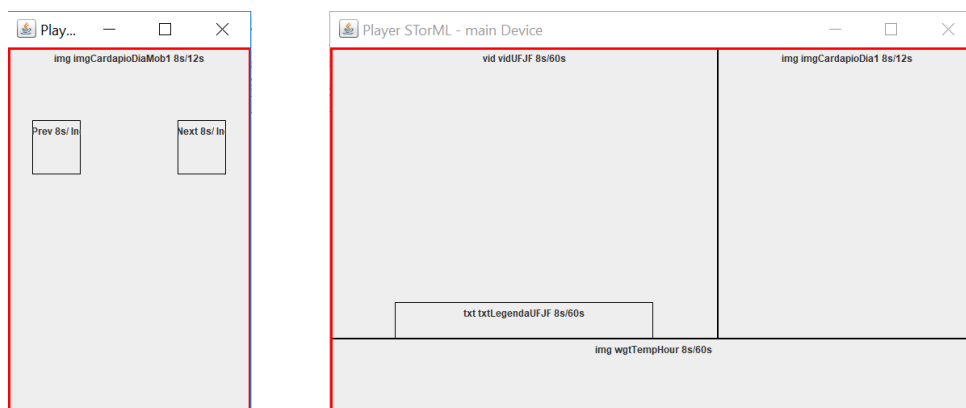 Play...
img imgCardapioDiaMob1 8s/12s
Prev 8s/ In
Next 8s/ In
Player STorML - main Device
vid vidUFJF 8s/60s
img imgCardapioDia1 8s/12s
txt txtLegendaUFJF 8s/60s
img wgtTempHour 8s/60s